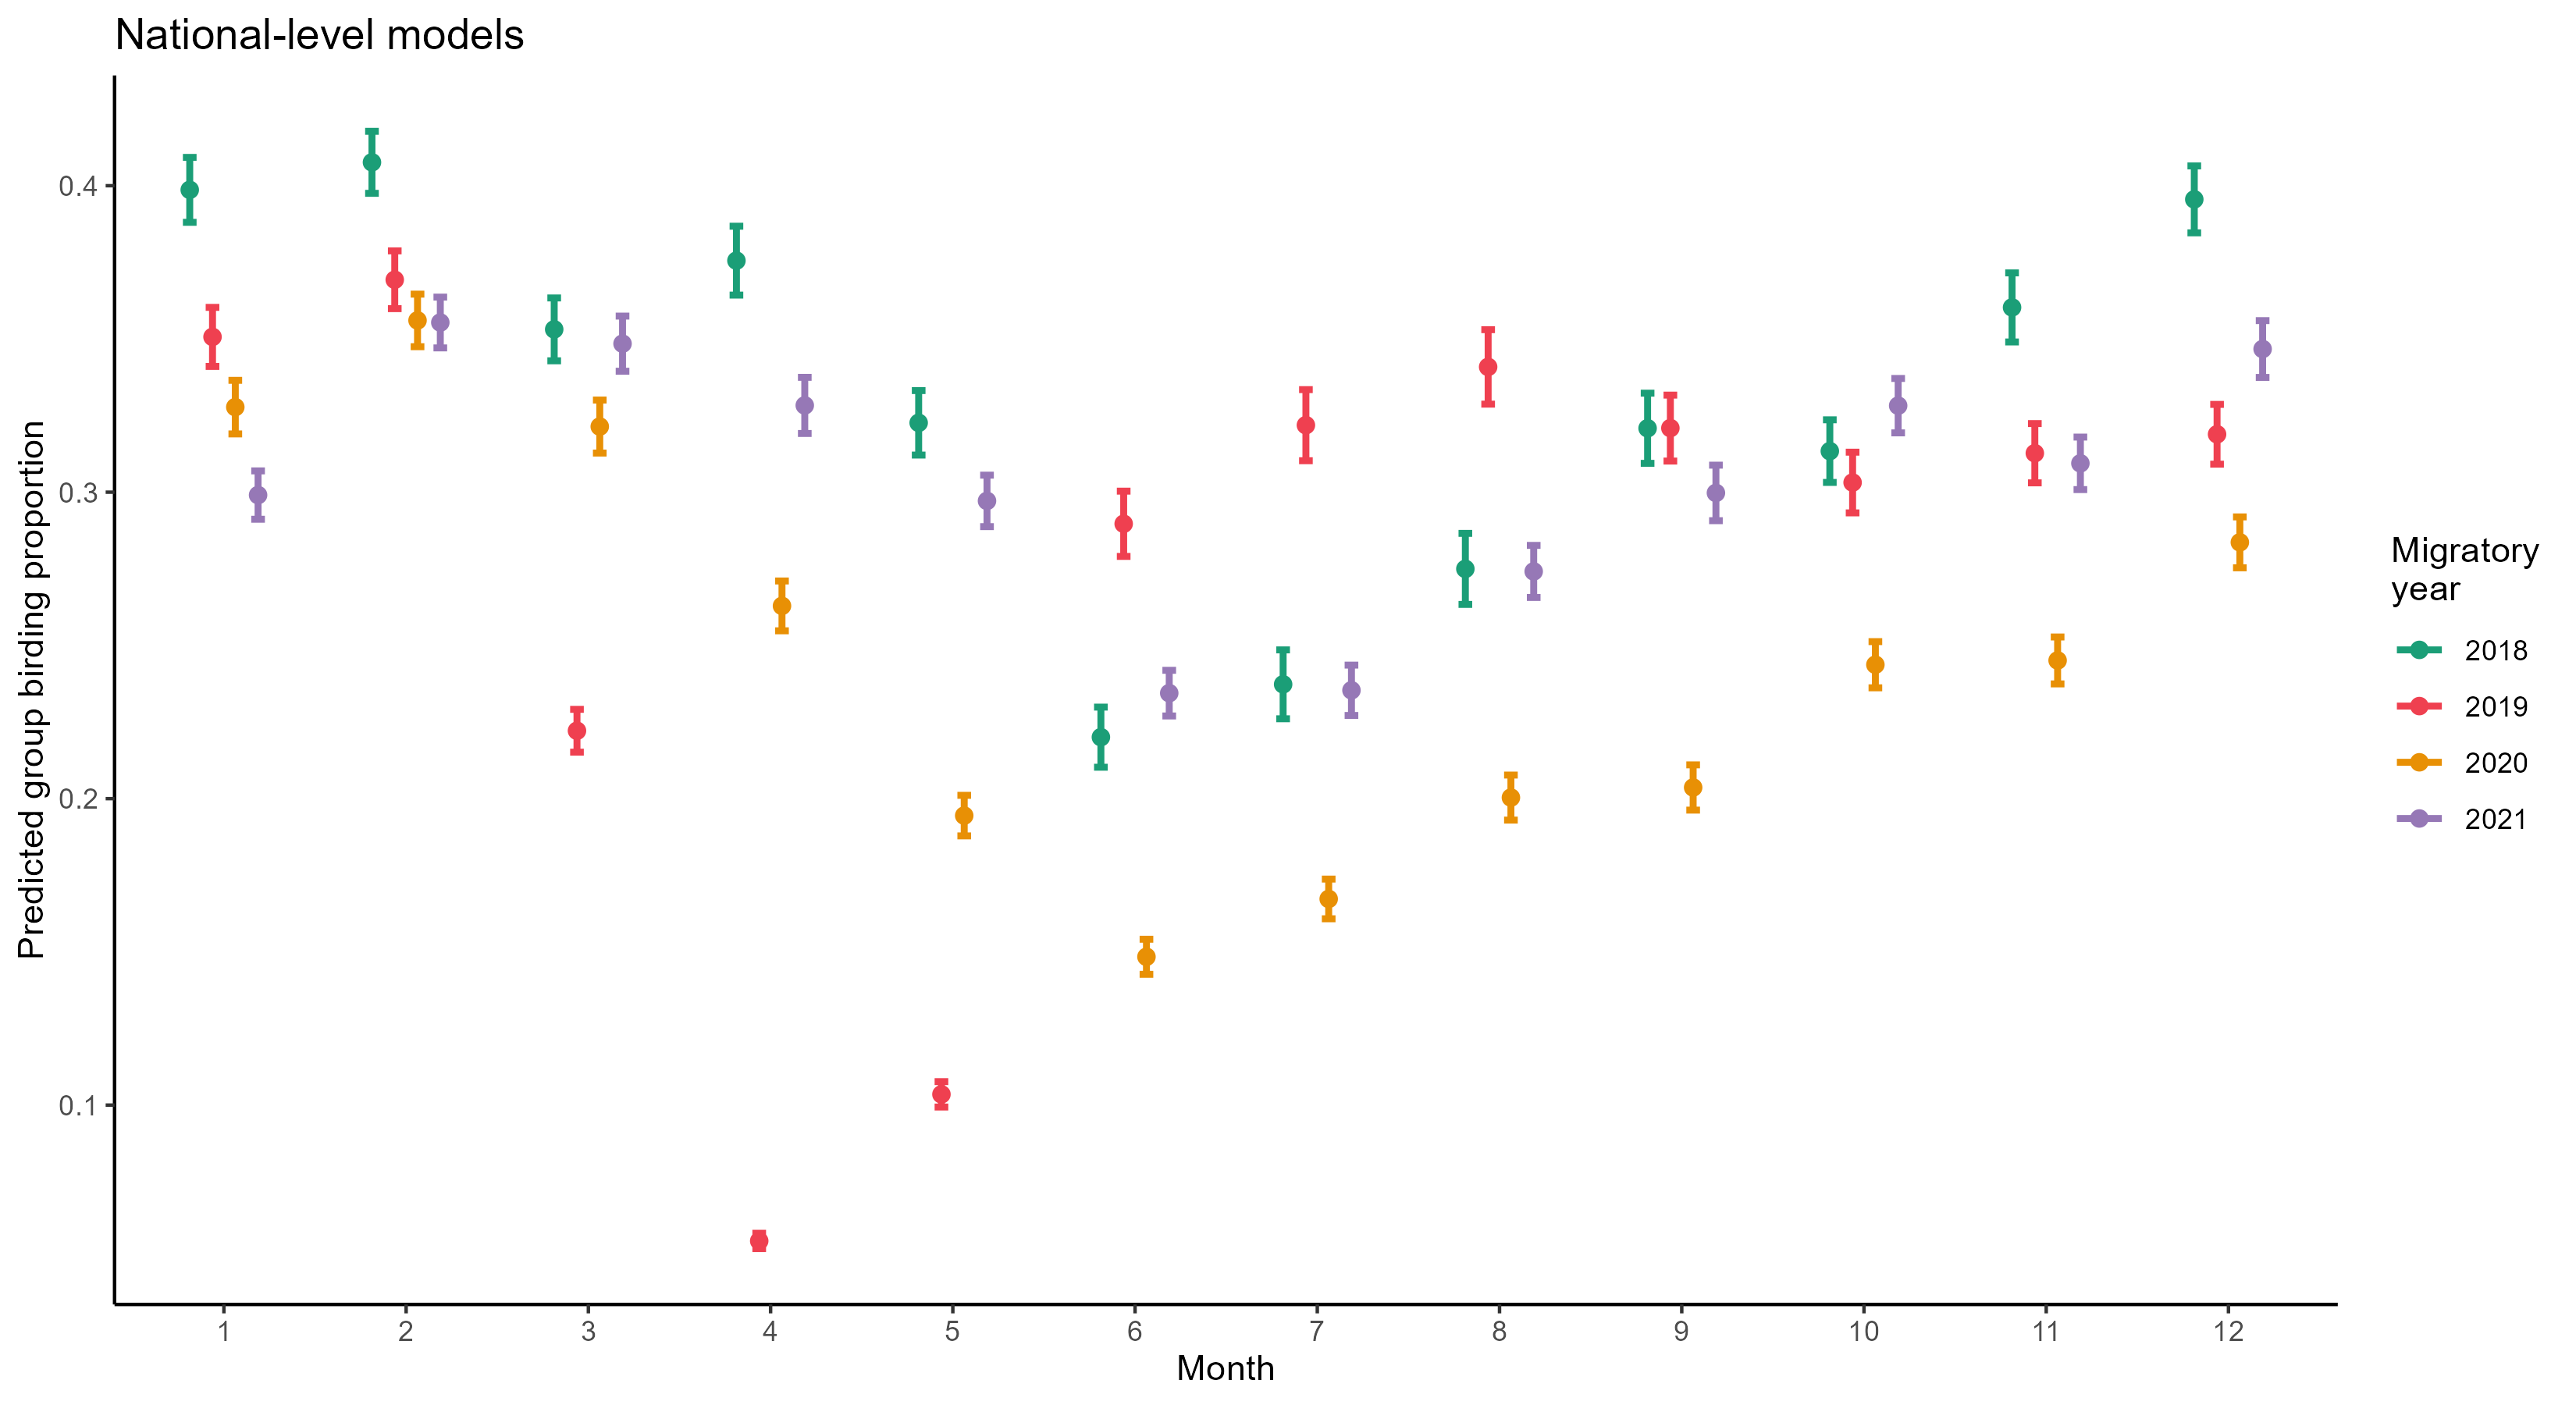 National-level models
Predicted group birding proportion
0.4
0.3
0.2
0.1
1 2 3 4 5 6 7 8 9 10 11 12
Month
Migratory
year
2018
2019
2020
2021